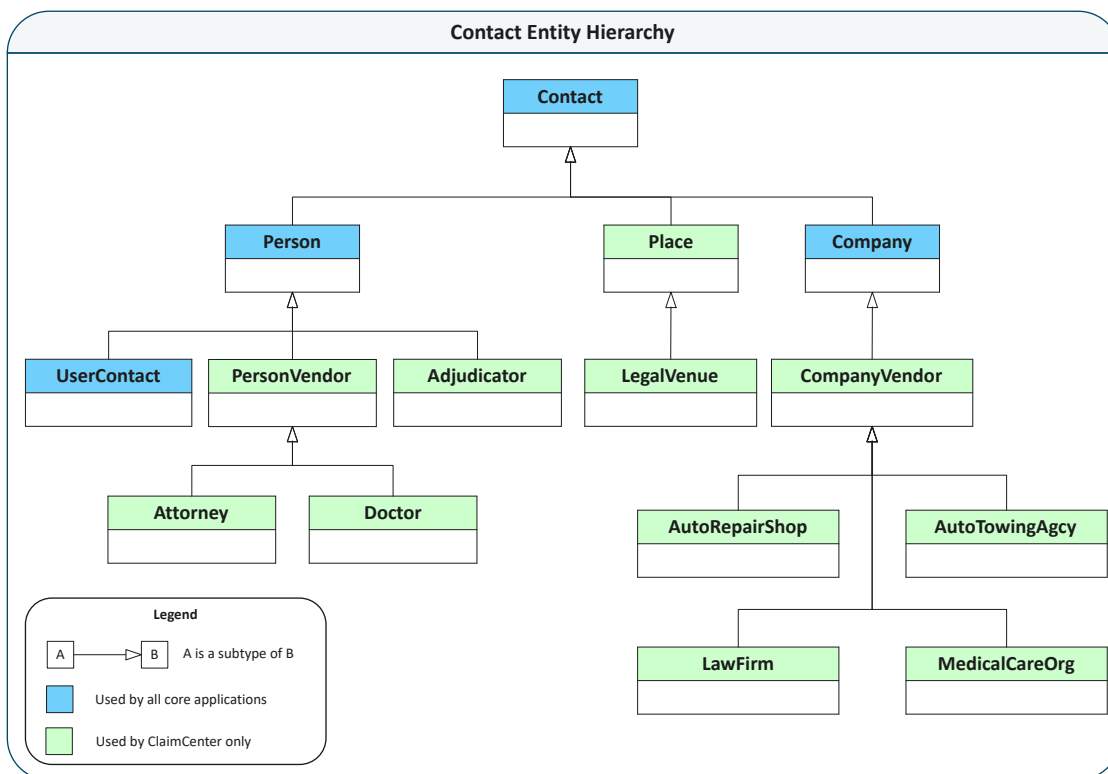 Contact Entity Hierarchy
Contact
Person
Place
Company
UserContact
PersonVendor
Adjudicator
LegalVenue
CompanyVendor
Attorney
Doctor
AutoRepairShop
AutoTowingAgcy
LawFirm
MedicalCareOrg
Legend
A
B
A is a subtype of B
Used by all core applications
Used by ClaimCenter only